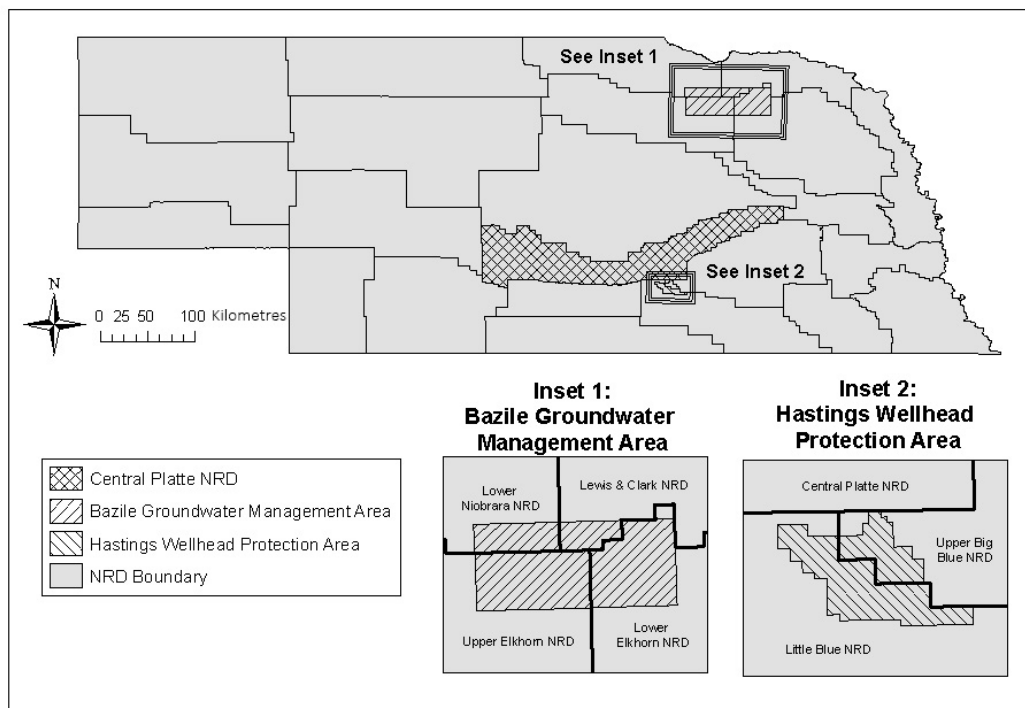 See Inset 1
See Inset 2
N
0 25 50 100 Kilometres
Inset 1:
Bazile Groundwater
Management Area
Inset 2:
Hastings Wellhead
Protection Area
Central Platte NRD
Bazile Groundwater Management Area
Hastings Wellhead Protection Area
NRD Boundary
Lower
Niobrara NRD
Lewis & Clark NRD
Upper Elkhorn NRD
Lower
Elkhorn NRD
Central Platte NRD
Upper Big
Blue NRD
Little Blue NRD